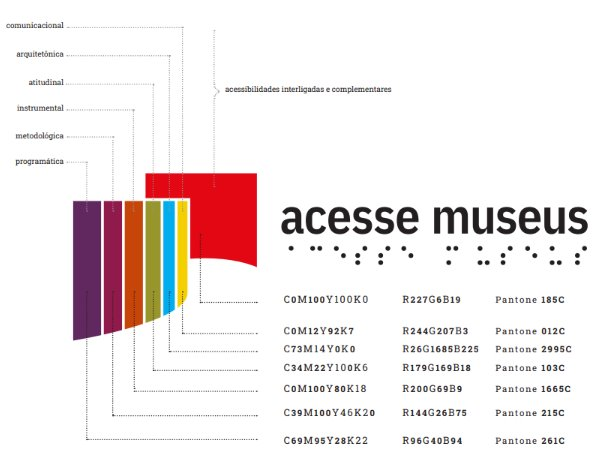 comunicacional
arquitetônica
atitudinal
instrumental
metodológica
programática
acessibilidades interligadas e complementares
acesse museus
⠁⠉⠑⠎⠎⠑ ⠍⠥⠎⠑⠥⠎
C0M100Y100K0 R227G6B19 Pantone 185C
C0M12Y92K7 R244G207B3 Pantone 012C
C73M14Y0K0 R26G1685B225 Pantone 2995C
C34M22Y100K6 R179G169B18 Pantone 103C
C0M100Y80K18 R200G69B9 Pantone 1665C
C39M100Y46K20 R144G26B75 Pantone 215C
C69M95Y28K22 R96G40B94 Pantone 261C